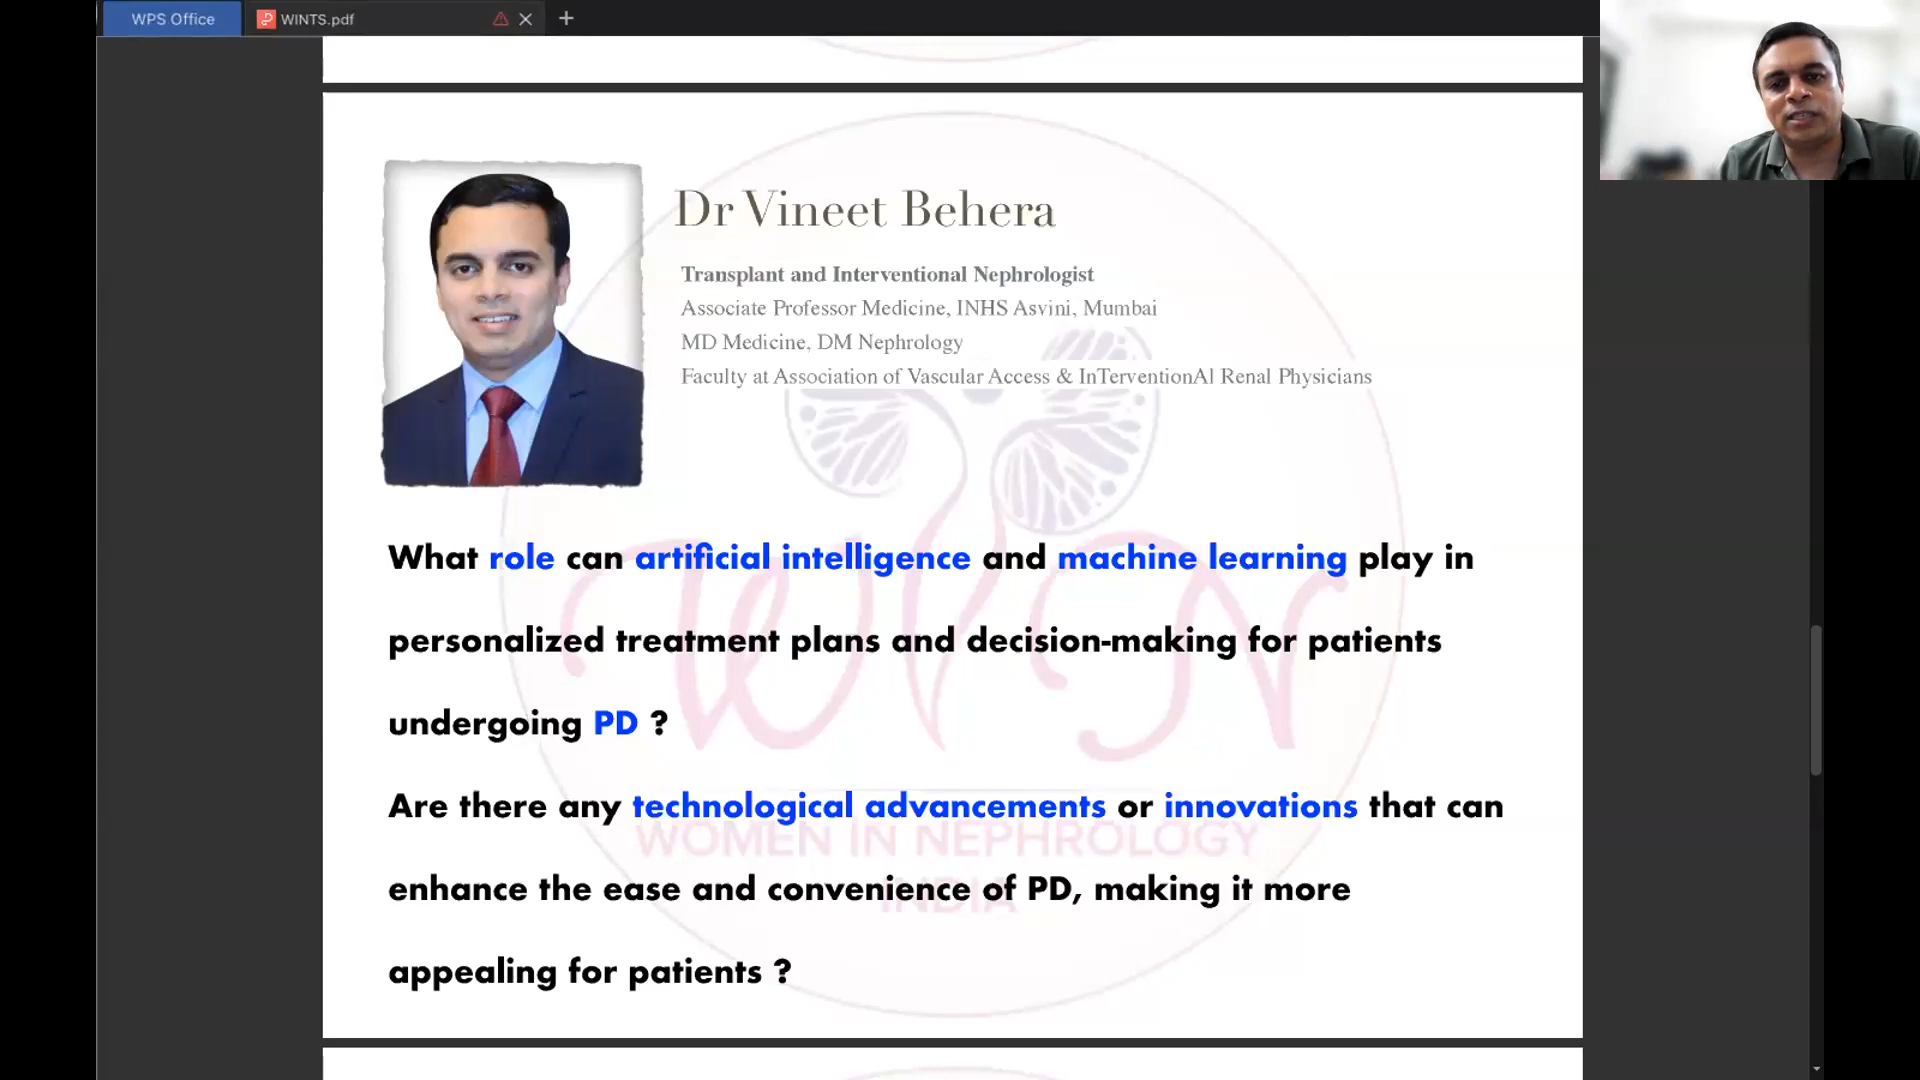 WPS Office
WINTS.pdf
Dr Vineet Behera
Transplant and Interventional Nephrologist
Associate Professor Medicine, INHS Asvini, Mumbai
MD Medicine, DM Nephrology
Faculty at Association of Vascular Access & InTerventionAl Renal Physicians
What role can artificial intelligence and machine learning play in
personalized treatment plans and decision-making for patients
undergoing PD ?
Are there any technological advancements or innovations that can
WOMEN IN NEPHROLOGY
enhance the ease and convenience of PD, making it more
INDIA
appealing for patients ?
WIN